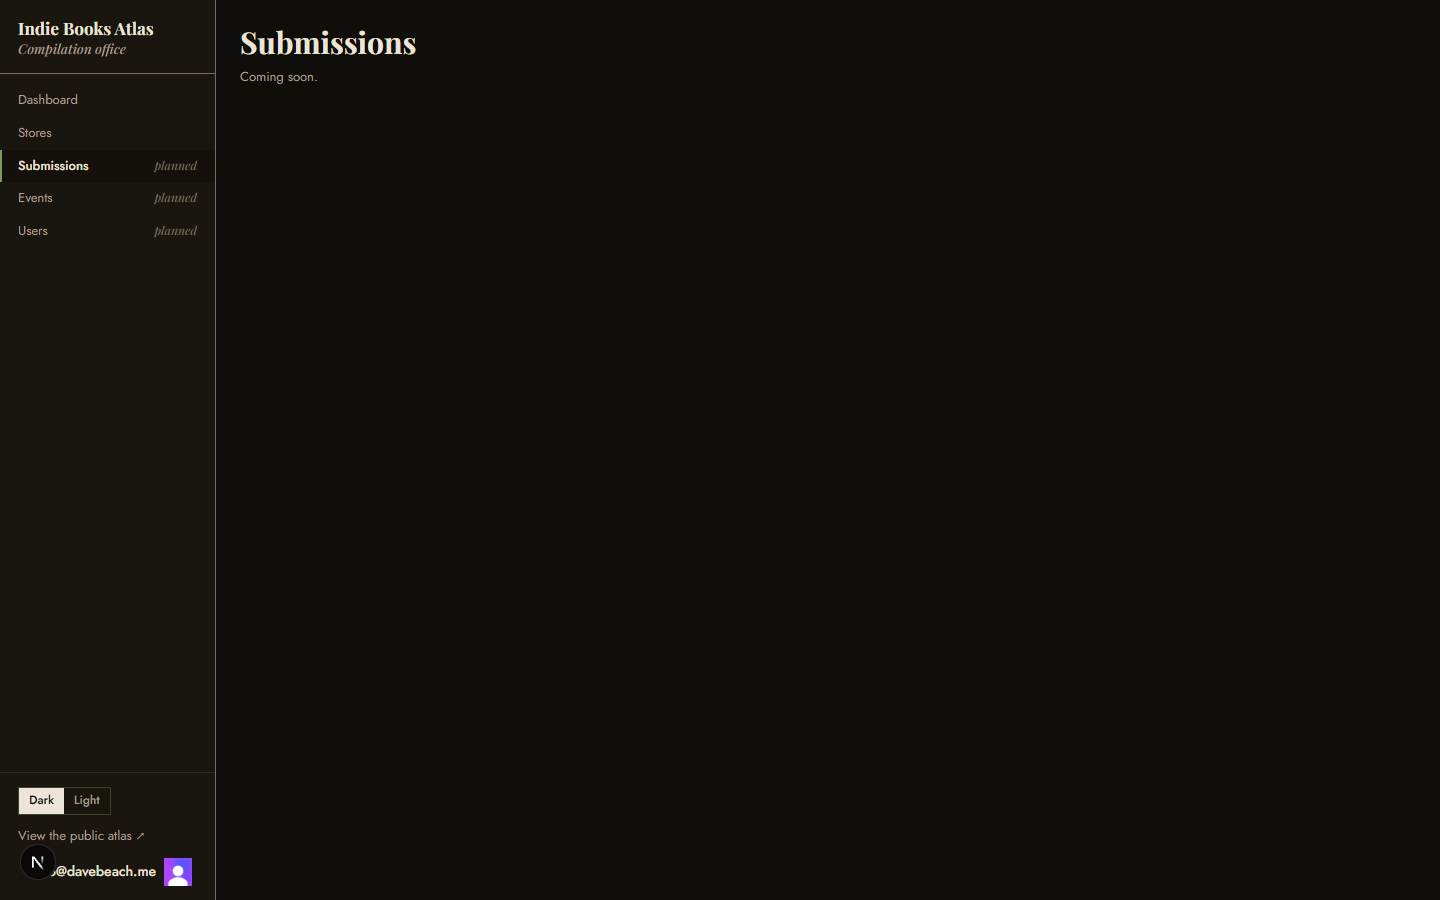 Indie Books Atlas
Compilation office
Dashboard
Stores
Submissions planned
Events planned
Users planned
Dark Light
View the public atlas ↗
N
@davebeach.me
Submissions
Coming soon.